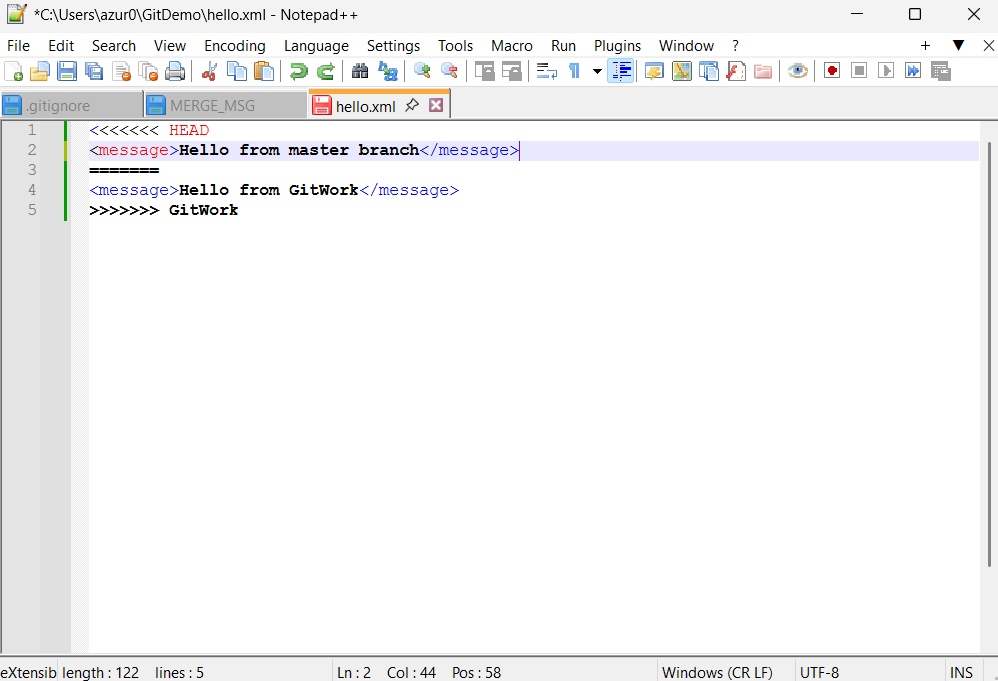 *C:\Users\azur0\GitDemo\hello.xml - Notepad++
File Edit Search View Encoding Language Settings Tools Macro Run Plugins Window ? + ▼ X
.gitignore MERGE_MSG hello.xml
1 <<<<<<< HEAD
2 <message>Hello from master branch</message>
3 =======
4 <message>Hello from GitWork</message>
5 >>>>>>> GitWork
eXtensib length : 122 lines : 5 Ln : 2 Col : 44 Pos : 58 Windows (CR LF) UTF-8 INS